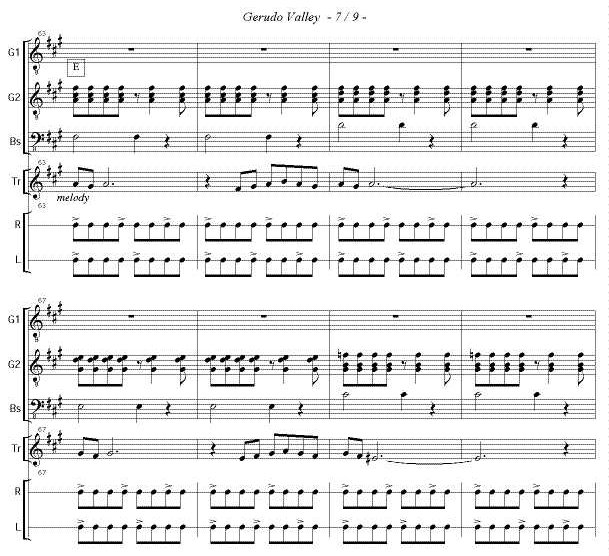 Gerudo Valley - 7 / 9 -
63
G1
E
G2
Bs
63
Tr
melody
63
R
L
67
G1
G2
Bs
67
Tr
67
R
L